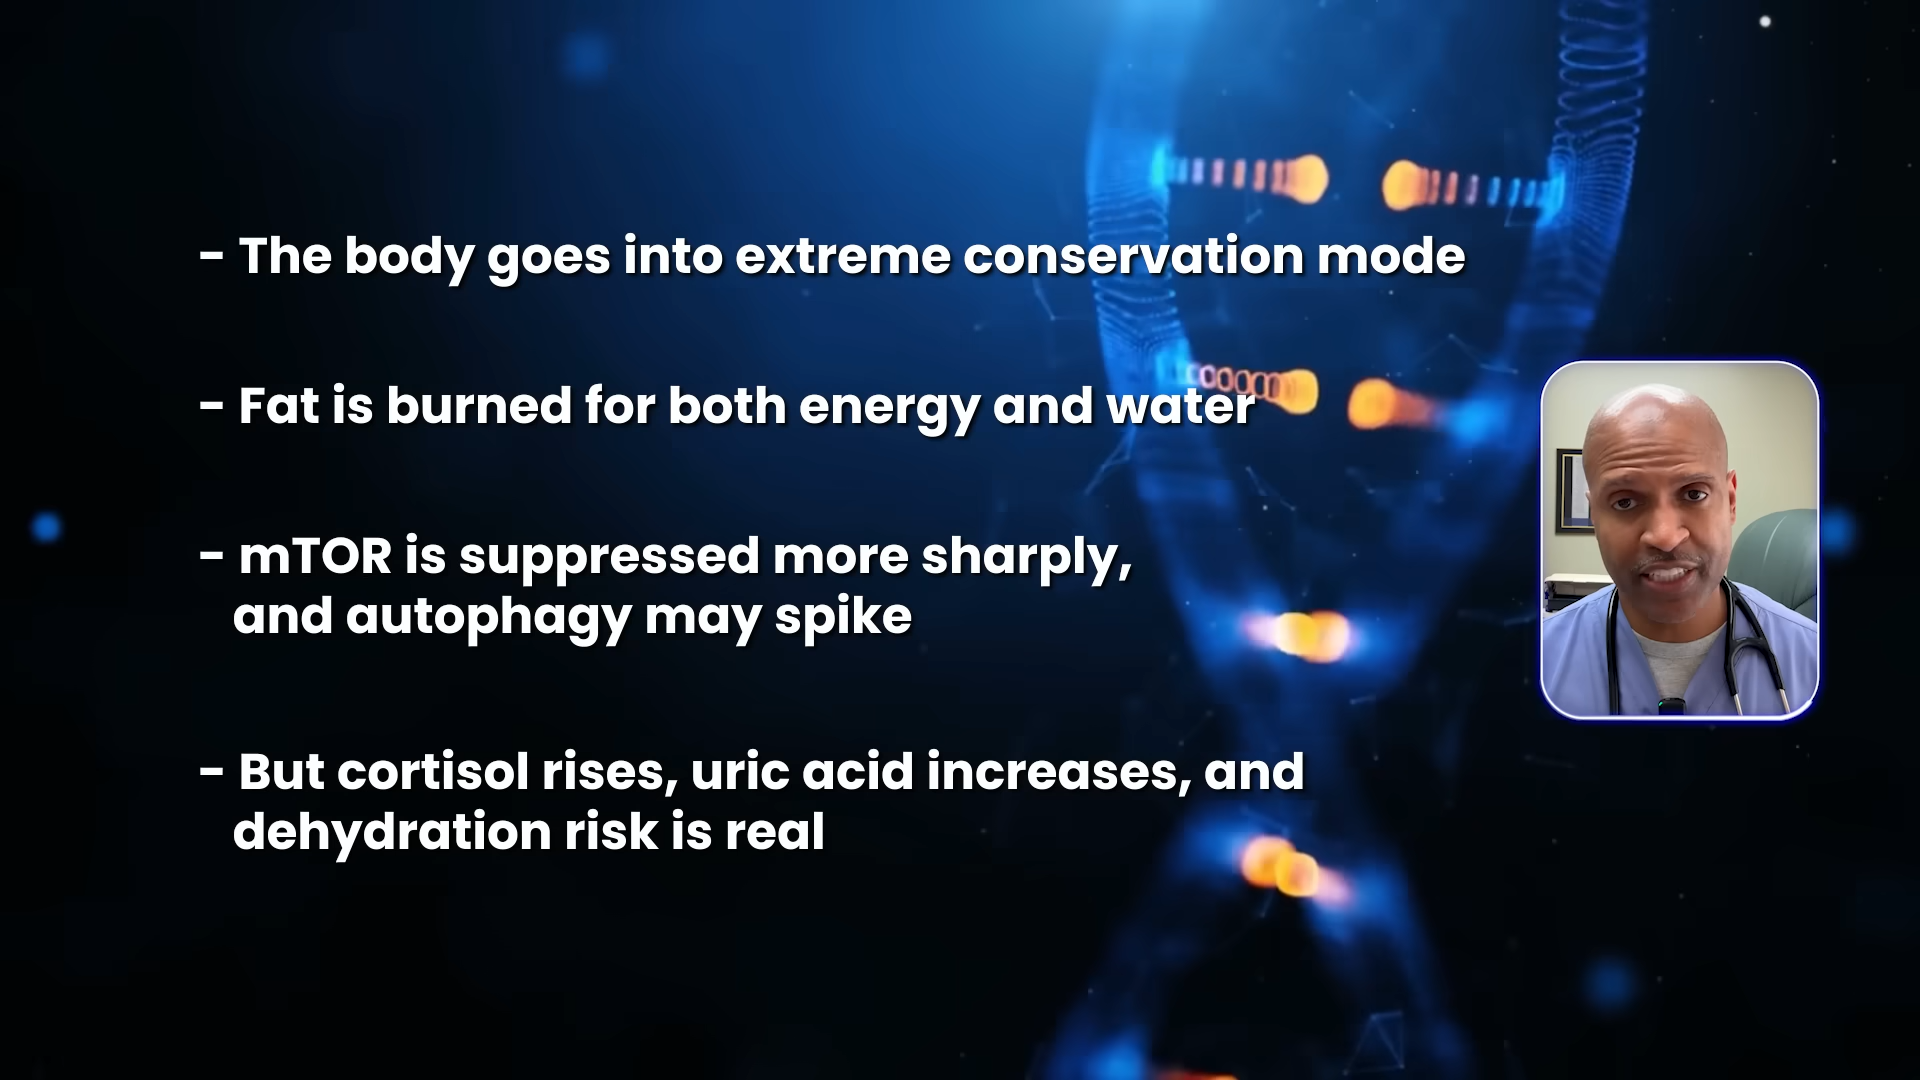 - The body goes into extreme conservation mode
- Fat is burned for both energy and water
- mTOR is suppressed more sharply,
and autophagy may spike
- But cortisol rises, uric acid increases, and
dehydration risk is real